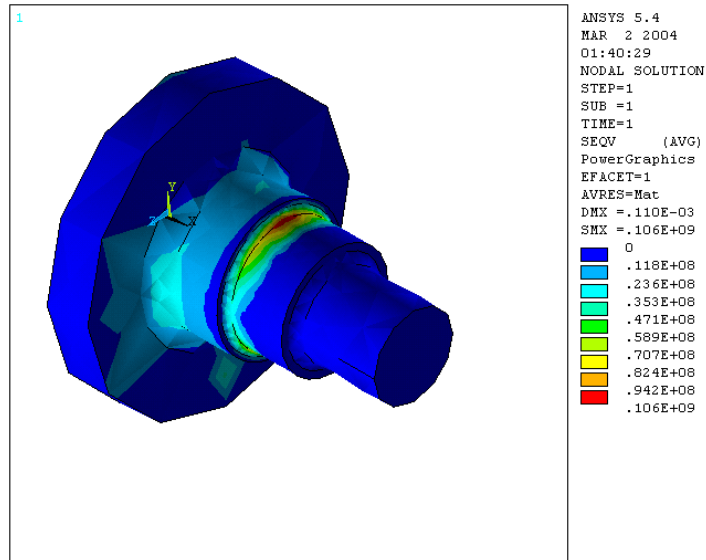 1
ANSYS 5.4
MAR  2 2004
01:40:29
NODAL SOLUTION
STEP=1
SUB =1
TIME=1
SEQV     (AVG)
PowerGraphics
EFACET=1
AVRES=Mat
DMX =.110E-03
SMX =.106E+09
0
.118E+08
.236E+08
.353E+08
.471E+08
.589E+08
.707E+08
.824E+08
.942E+08
.106E+09
Y
Z X